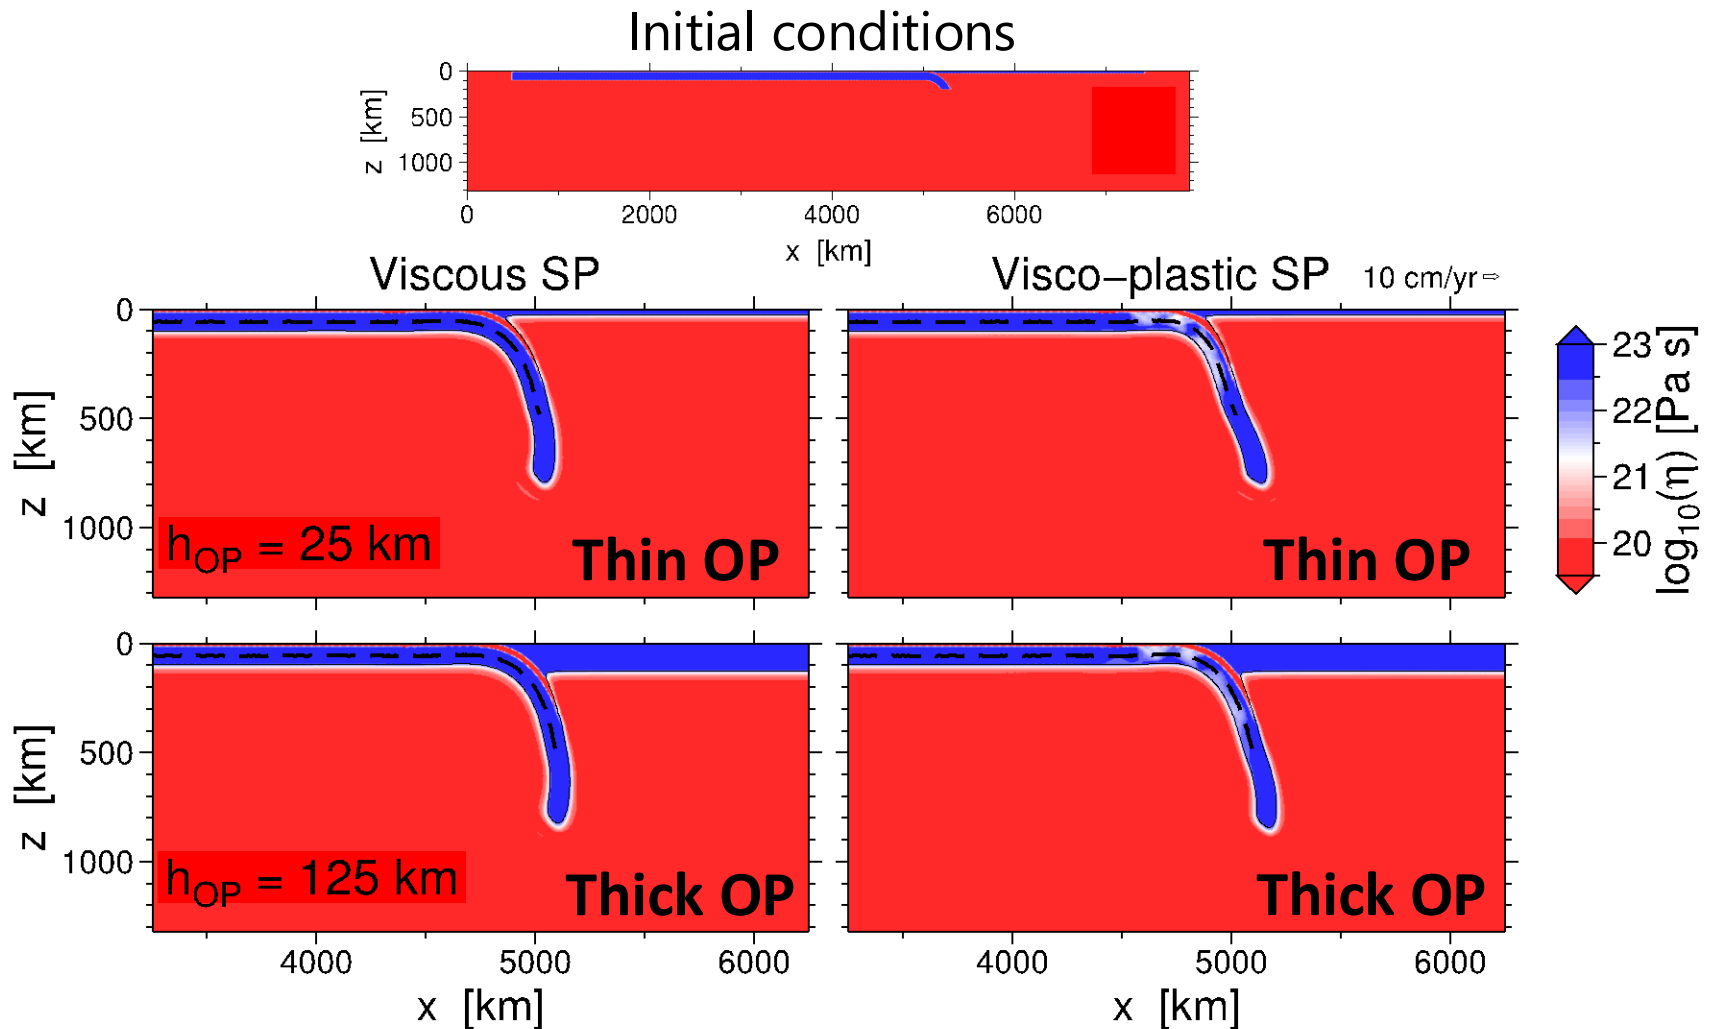 Initial conditions
0
500
1000
z [km]
0 2000 4000 6000
x [km]
Viscous SP
Visco-plastic SP
10 cm/yr⇨
0
500
1000
z [km]
h_OP = 25 km
Thin OP
Thin OP
23
22
21
20
log10(η) [Pa s]
0
500
1000
z [km]
h_OP = 125 km
Thick OP
Thick OP
4000 5000 6000
4000 5000 6000
x [km]
x [km]